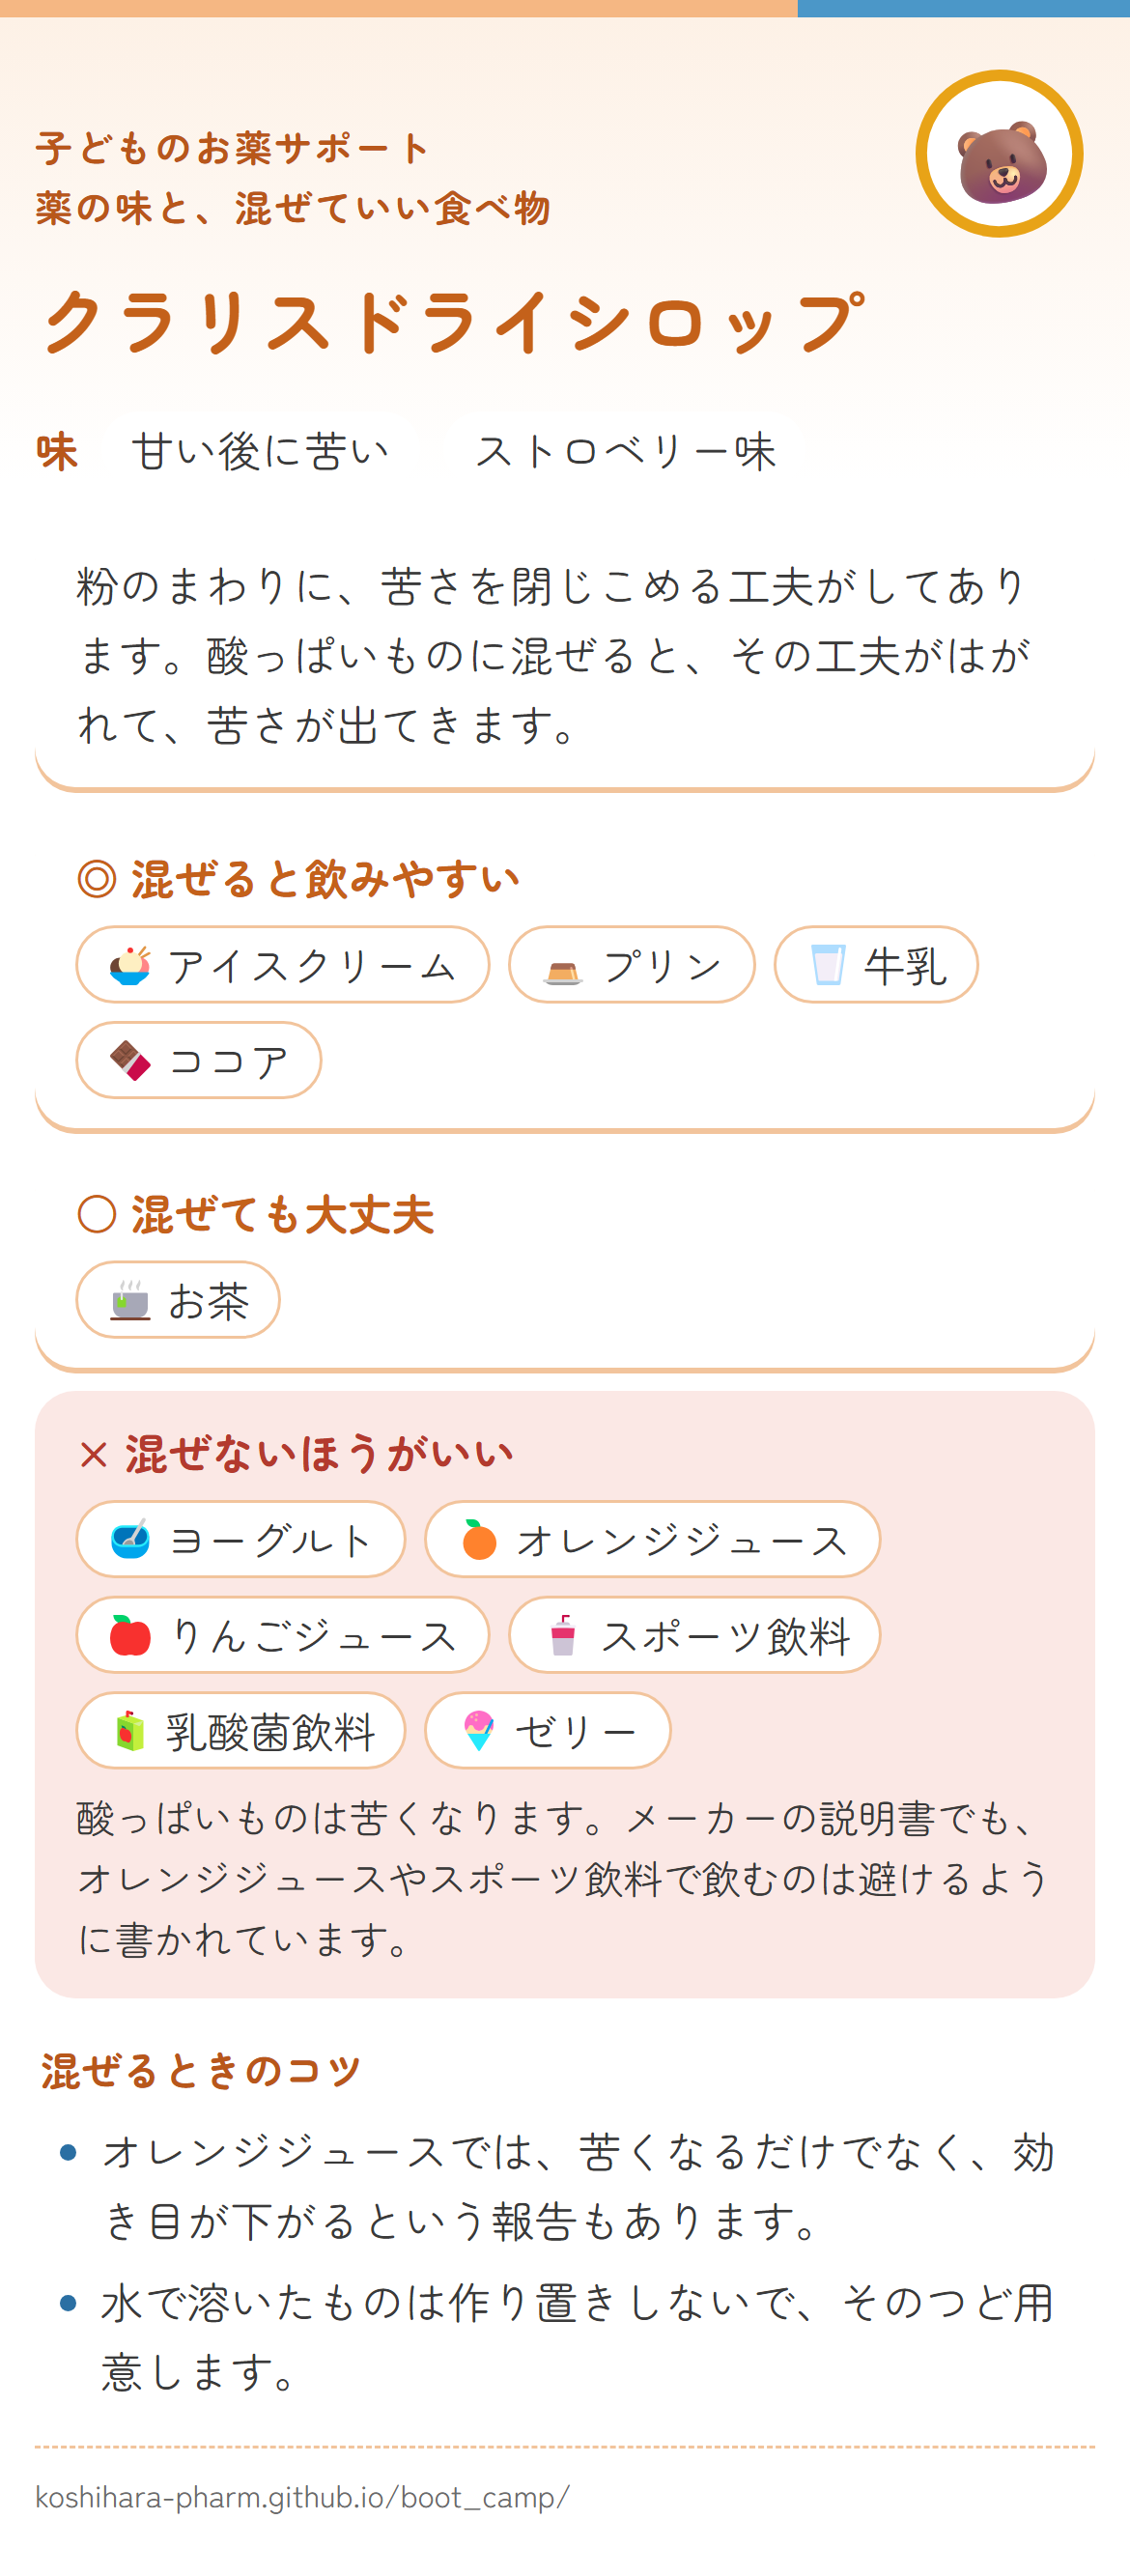 子どものお薬サポート
薬の味と、混ぜていい食べ物
クラリスドライシロップ
味 甘い後に苦い ストロベリー味
粉のまわりに、苦さを閉じこめる工夫がしてあり
ます。酸っぱいものに混ぜると、その工夫がはが
れて、苦さが出てきます。
◎ 混ぜると飲みやすい
アイスクリーム プリン 牛乳
ココア
○ 混ぜても大丈夫
お茶
× 混ぜないほうがいい
ヨーグルト オレンジジュース
りんごジュース スポーツ飲料
乳酸菌飲料 ゼリー
酸っぱいものは苦くなります。メーカーの説明書でも、
オレンジジュースやスポーツ飲料で飲むのは避けるよう
に書かれています。
混ぜるときのコツ
オレンジジュースでは、苦くなるだけでなく、効
き目が下がるという報告もあります。
水で溶いたものは作り置きしないで、そのつど用
意します。
koshihara-pharm.github.io/boot_camp/